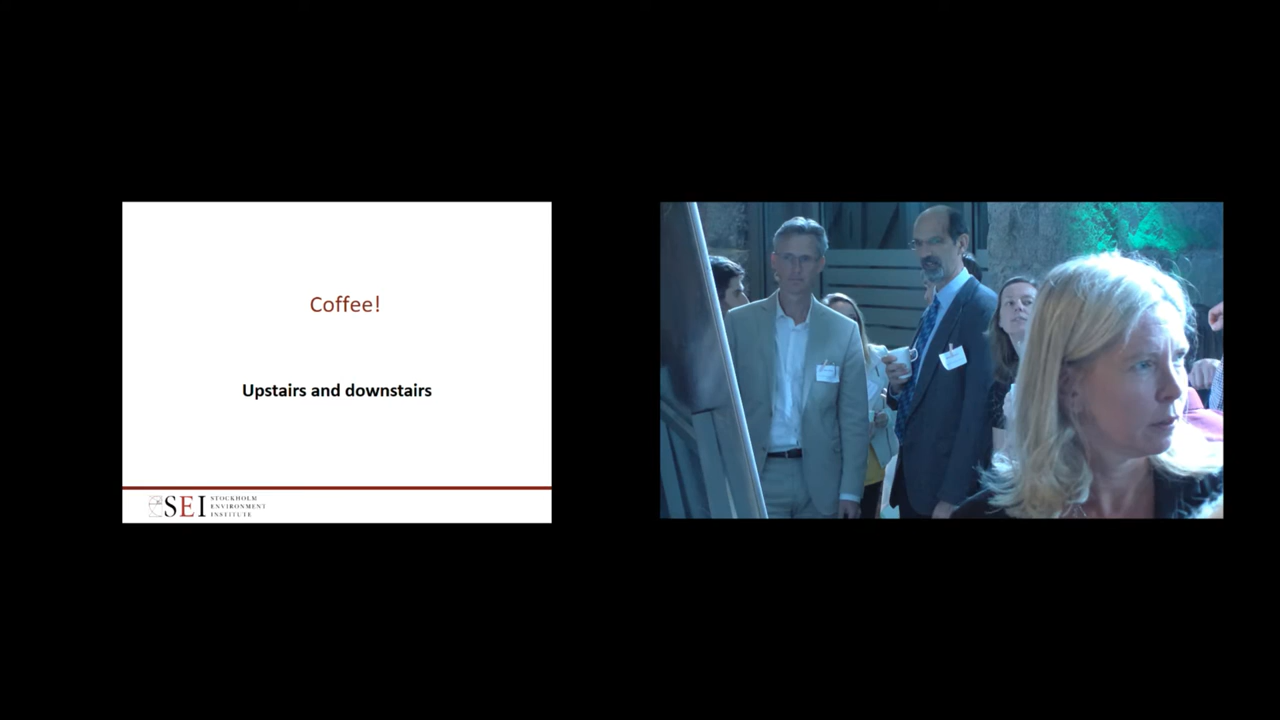 Coffee!
Upstairs and downstairs
SEI
STOCKHOLM
ENVIRONMENT
INSTITUTE